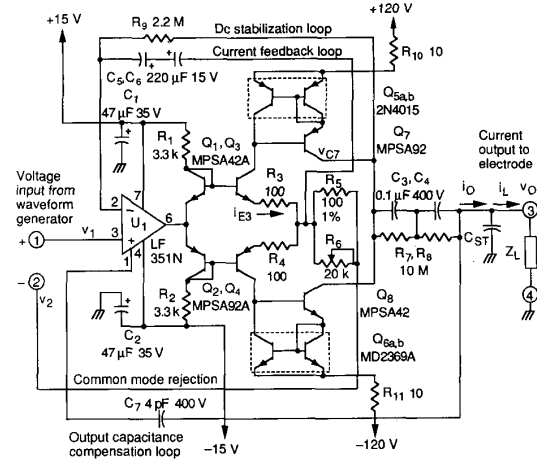 +15 V
R9 2.2 M
Dc stabilization loop
+120 V
Current feedback loop
R10 10
C5,C6 220 μF 15 V
C1
47 μF 35 V
Q5a,b
2N4015
R1
3.3 k
Q1, Q3
MPSA42A
vC7
Q7
MPSA92
Current
output to
electrode
Voltage
input from
waveform
generator
R3
100
R5
100
1%
C3, C4
0.1 μF 400 V
iO
iL
vO
iE3
7
2
−
U1
6
3
+
1
4
LF
351N
+
1
v1
R6
20 k
R7, R8
10 M
CST
3
ZL
4
R4
100
−
2
v2
R2
3.3 k
Q2, Q4
MPSA92A
Q8
MPSA42
C2
47 μF 35 V
Q6a,b
MD2369A
Common mode rejection
R11 10
C7 4 pF 400 V
Output capacitance
compensation loop
−15 V
−120 V